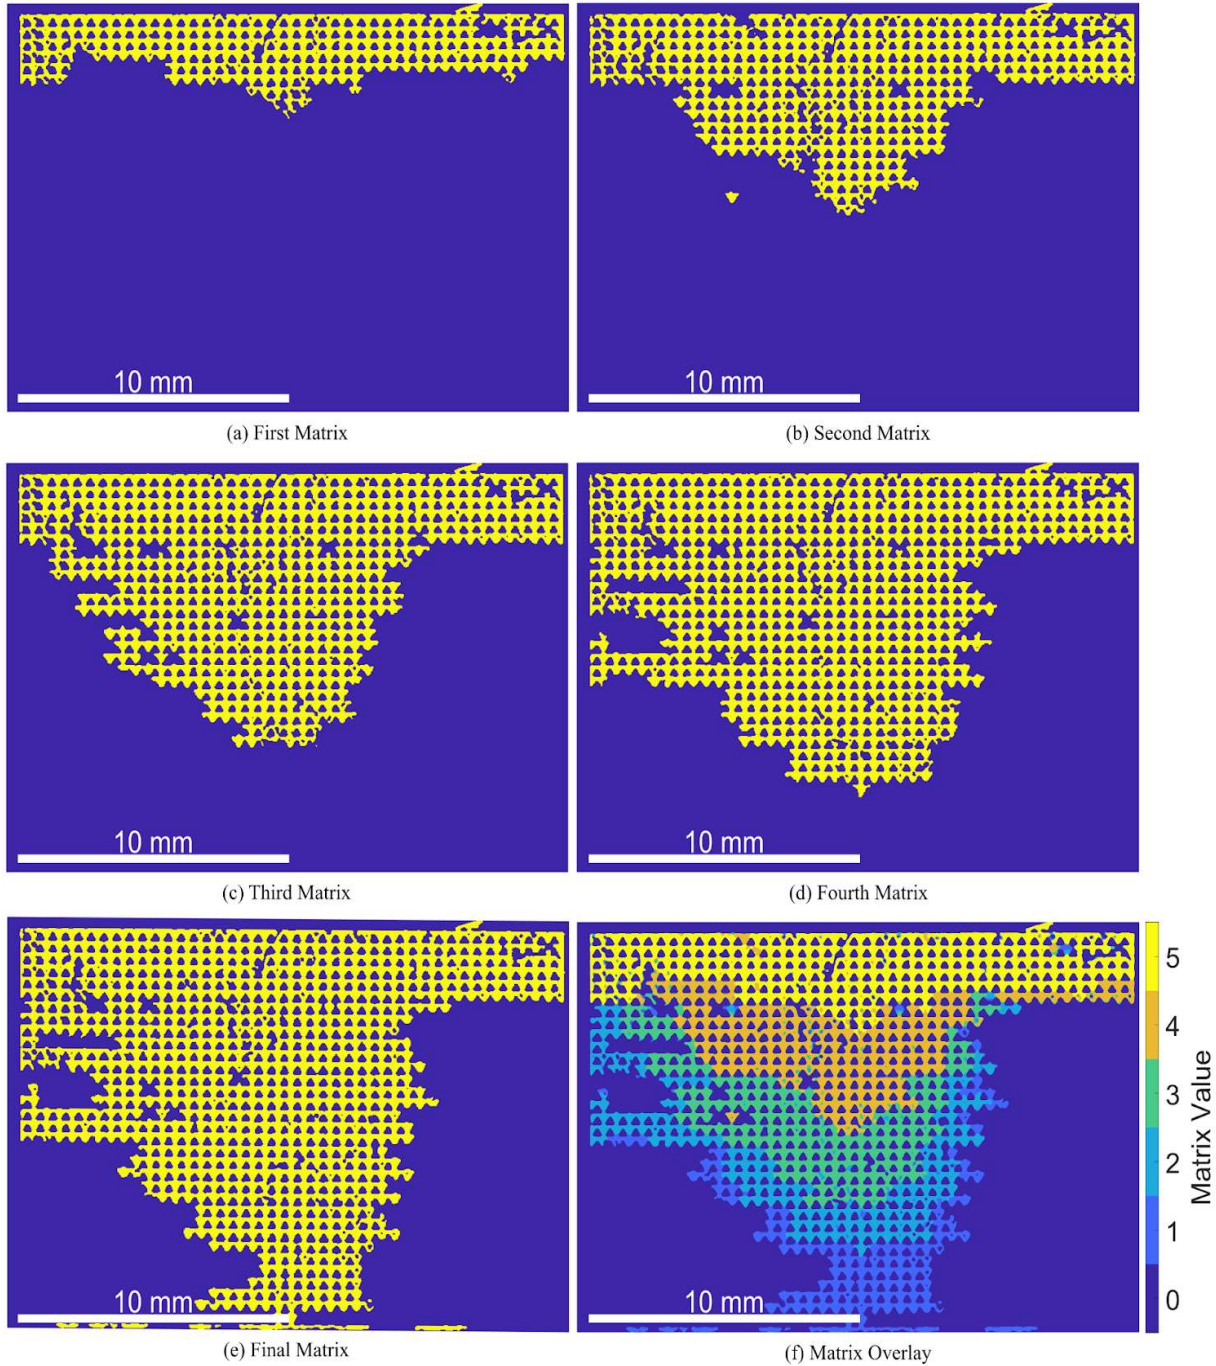 10 mm
10 mm
(a) First Matrix
(b) Second Matrix
10 mm
10 mm
(c) Third Matrix
(d) Fourth Matrix
5
4
3
2
1
0
Matrix Value
10 mm
10 mm
(e) Final Matrix
(f) Matrix Overlay